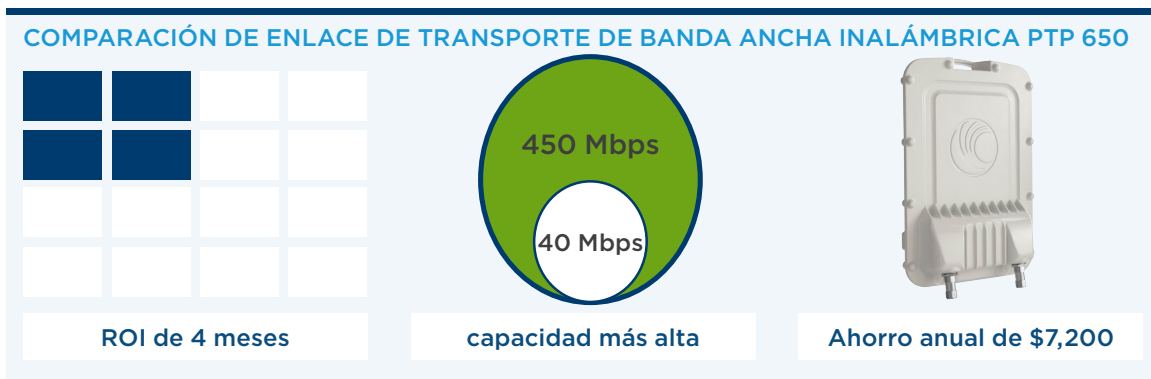 COMPARACIÓN DE ENLACE DE TRANSPORTE DE BANDA ANCHA INALÁMBRICA PTP 650
450 Mbps
40 Mbps
ROI de 4 meses
capacidad más alta
Ahorro anual de $7,200